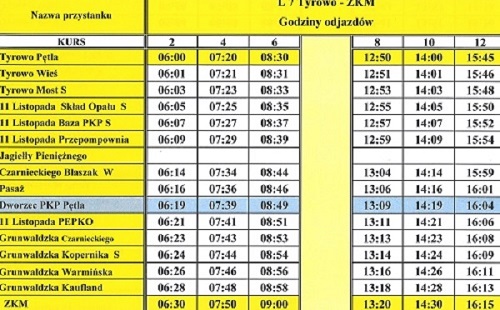 L 7 Tyrowo - ZKM
Nazwa przystanku
Godziny odjazdów
KURS 2 4 6 8 10 12
Tyrowo Pętla 06:00 07:20 08:30 12:50 14:00 15:45
Tyrowo Wieś 06:01 07:21 08:31 12:51 14:01 15:46
Tyrowo Most S 06:03 07:23 08:33 12:53 14:03 15:48
11 Listopada Skład Opału S 06:05 07:25 08:35 12:55 14:05 15:50
11 Listopada Baza PKP S 06:07 07:27 08:37 12:57 14:07 15:52
11 Listopada Przepompownia 06:09 07:29 08:39 12:59 14:09 15:54
Jagiełły Pieniężnego
Czarnieckiego Błaszak W 06:14 07:34 08:44 13:04 14:14 15:59
Pasaż 06:16 07:36 08:46 13:06 14:16 16:01
Dworzec PKP Pętla 06:19 07:39 08:49 13:09 14:19 16:04
11 Listopada PEPKO 06:21 07:41 08:51 13:11 14:21 16:06
Grunwaldzka Czarnieckiego 06:23 07:43 08:53 13:13 14:23 16:08
Grunwaldzka Kopernika S 06:24 07:44 08:54 13:14 14:24 16:09
Grunwaldzka Warmińska 06:26 07:46 08:56 13:16 14:26 16:11
Grunwaldzka Kaufland 06:28 07:48 08:58 13:18 14:28 16:13
ZKM 06:30 07:50 09:00 13:20 14:30 16:15